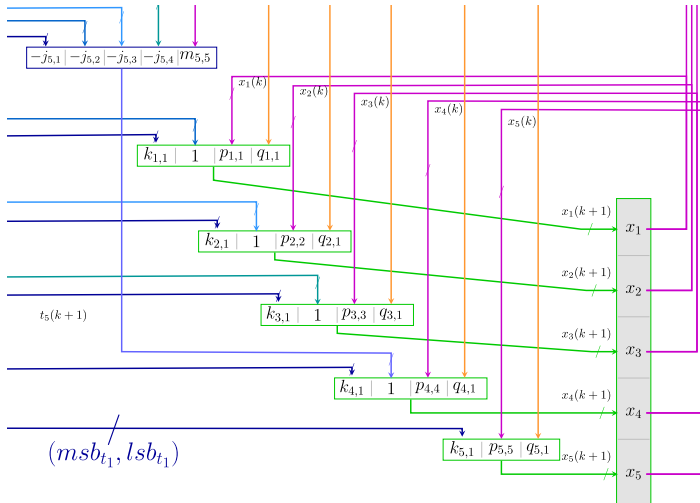 −j5,1 | −j5,2 | −j5,3 | −j5,4 | m5,5
x1(k)
x2(k)
x3(k)
x4(k)
x5(k)
k1,1 | 1 | p1,1 | q1,1
x1(k+1)
x1
k2,1 | 1 | p2,2 | q2,1
x2(k+1)
x2
k3,1 | 1 | p3,3 | q3,1
t5(k+1)
x3(k+1)
x3
k4,1 | 1 | p4,4 | q4,1
x4(k+1)
x4
k5,1 | p5,5 | q5,1
x5(k+1)
x5
(msbt1, lsbt1)